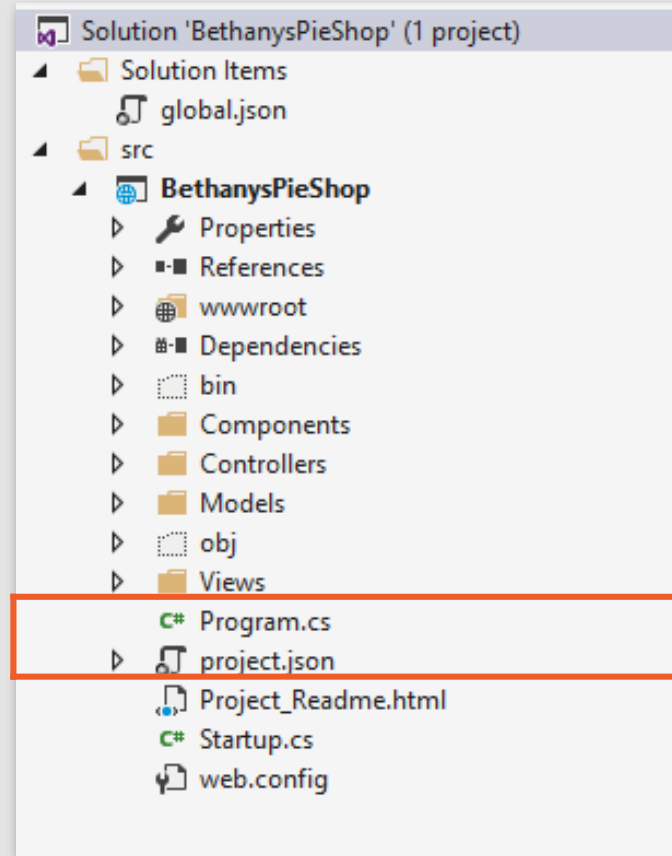 Solution 'BethanysPieShop' (1 project)
Solution Items
global.json
src
BethanysPieShop
Properties
References
wwwroot
Dependencies
bin
Components
Controllers
Models
obj
Views
C# Program.cs
project.json
Project_Readme.html
C# Startup.cs
web.config